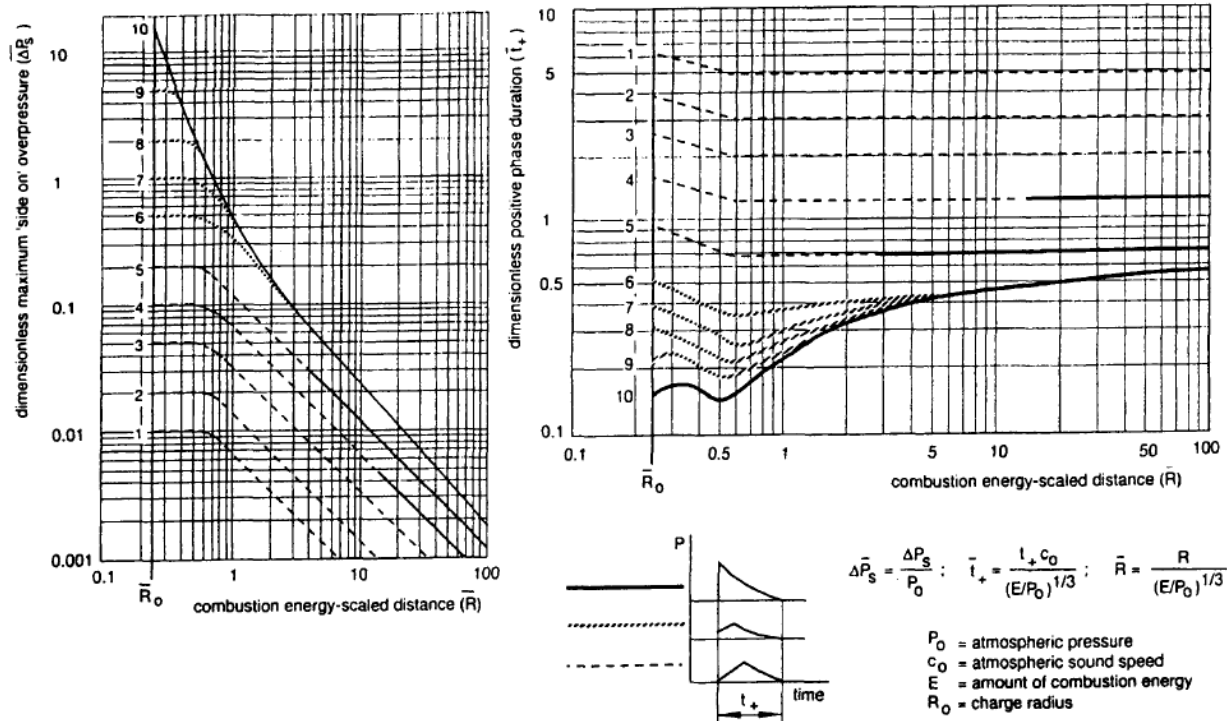 dimensionless maximum 'side on' overpressure (ΔP̄s)
10
1
0.1
0.01
0.001
10
9
8
7
6
5
4
3
2
1
0.1
1
10
100
R̄o
combustion energy-scaled distance (R̄)
dimensionless positive phase duration (t̄+)
10
5
1
0.5
0.1
1
2
3
4
5
6
7
8
9
10
0.1
0.5
1
5
10
50
100
R̄o
combustion energy-scaled distance (R̄)
P
time
t+
ΔP̄s = ΔPs / Po ; t̄+ = t+ co / (E/Po)1/3 ; R̄ = R / (E/Po)1/3
Po = atmospheric pressure
co = atmospheric sound speed
E = amount of combustion energy
Ro = charge radius